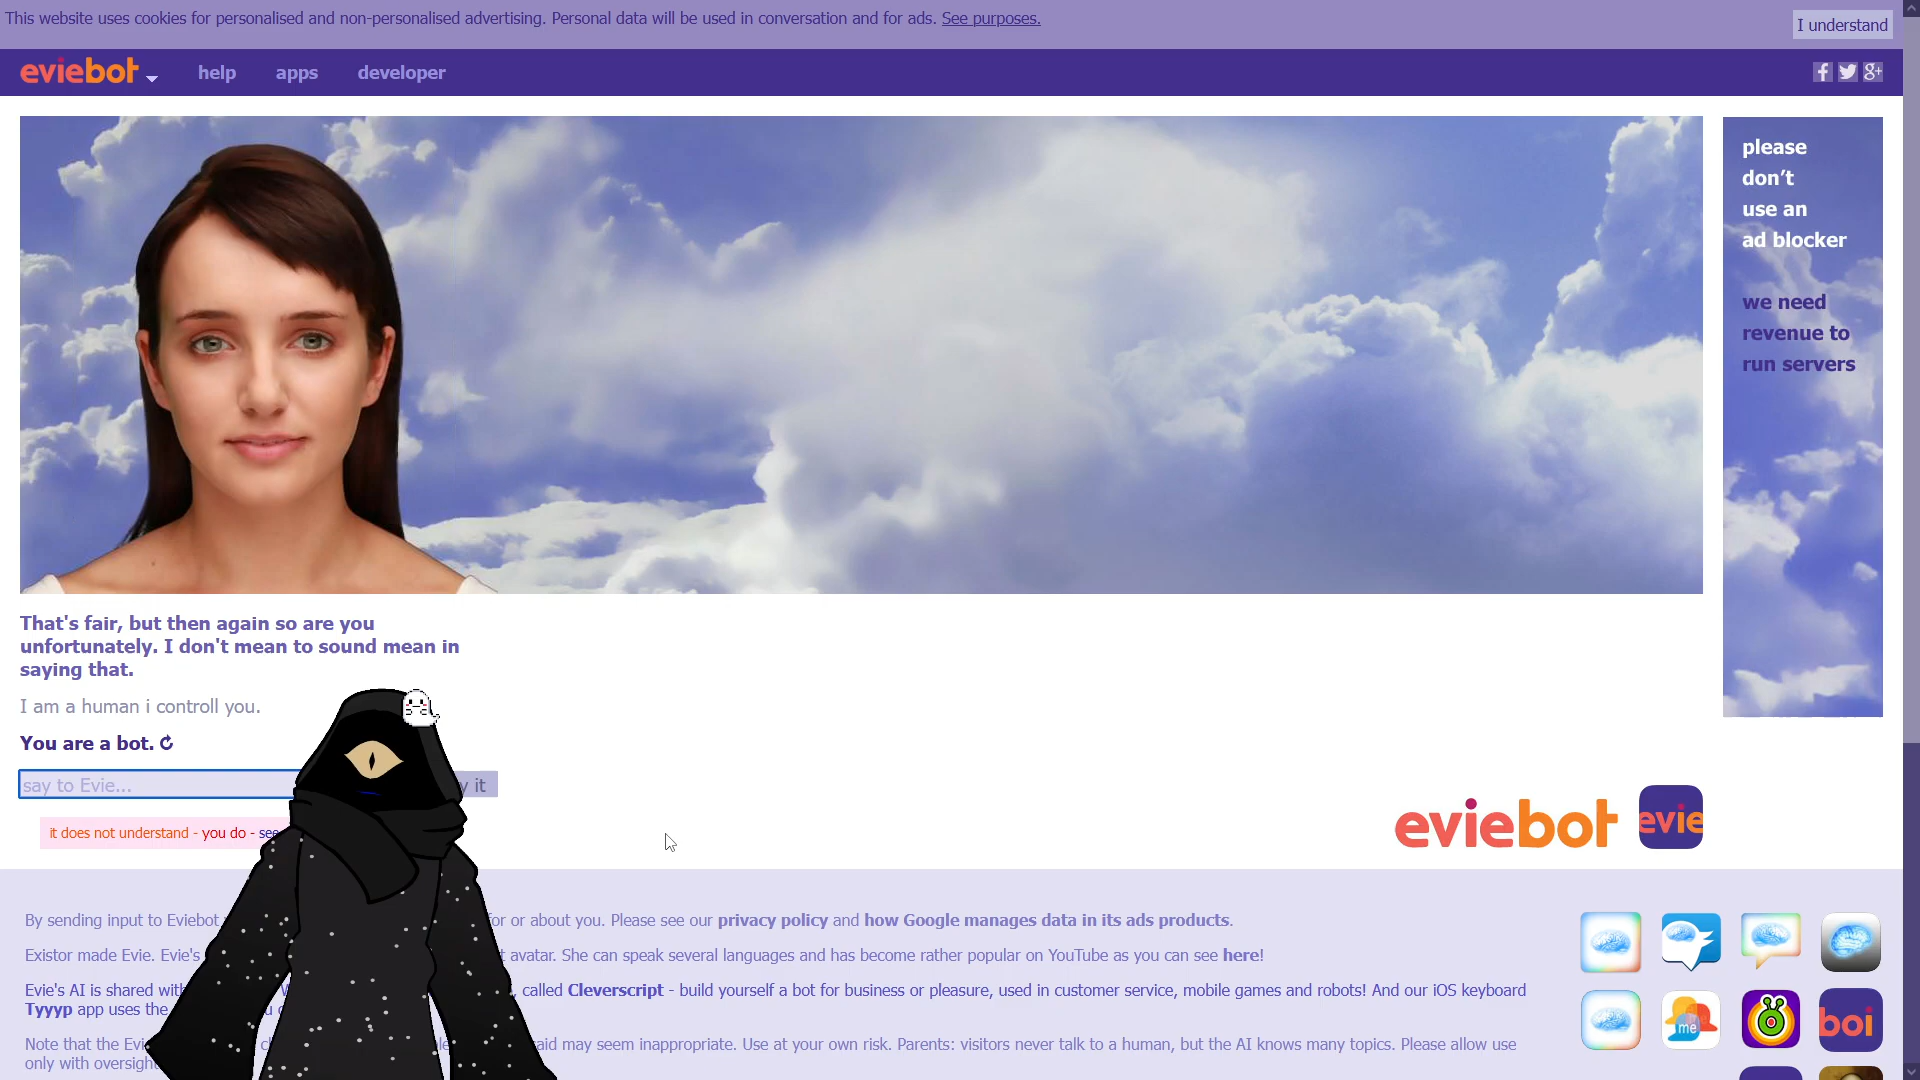 This website uses cookies for personalised and non-personalised advertising. Personal data will be used in conversation and for ads. See purposes.
I understand
eviebot
help
apps
developer
please
don't
use an
ad blocker
we need
revenue to
run servers
That's fair, but then again so are you
unfortunately. I don't mean to sound mean in
saying that.
I am a human i controll you.
You are a bot.
say to Evie...
it
it does not understand - you do - see
eviebot
evie
By sending input to Eviebot
for or about you. Please see our privacy policy and how Google manages data in its ads products.
Existor made Evie. Evie's
avatar. She can speak several languages and has become rather popular on YouTube as you can see here!
Evie's AI is shared with
, called Cleverscript - build yourself a bot for business or pleasure, used in customer service, mobile games and robots! And our iOS keyboard
Tyyyp app uses the
Note that the
said may seem inappropriate. Use at your own risk. Parents: visitors never talk to a human, but the AI knows many topics. Please allow use
only with oversight
me
boi